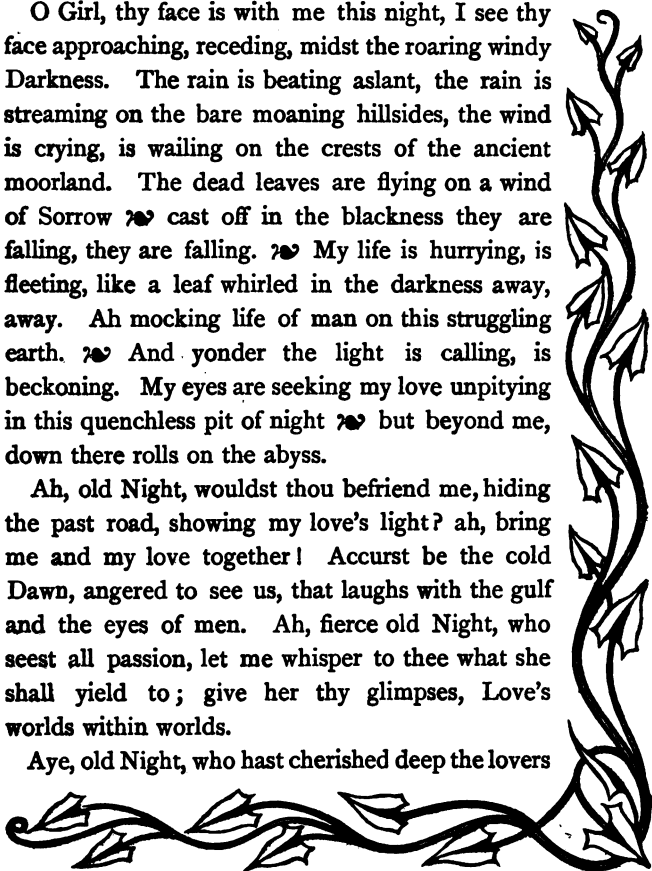 O Girl, thy face is with me this night, I see thy
face approaching, receding, midst the roaring windy
Darkness. The rain is beating aslant, the rain is
streaming on the bare moaning hillsides, the wind
is crying, is wailing on the crests of the ancient
moorland. The dead leaves are flying on a wind
of Sorrow ❧ cast off in the blackness they are
falling, they are falling. ❧ My life is hurrying, is
fleeting, like a leaf whirled in the darkness away,
away. Ah mocking life of man on this struggling
earth. ❧ And yonder the light is calling, is
beckoning. My eyes are seeking my love unpitying
in this quenchless pit of night ❧ but beyond me,
down there rolls on the abyss.
Ah, old Night, wouldst thou befriend me, hiding
the past road, showing my love's light? ah, bring
me and my love together! Accurst be the cold
Dawn, angered to see us, that laughs with the gulf
and the eyes of men. Ah, fierce old Night, who
seest all passion, let me whisper to thee what she
shall yield to; give her thy glimpses, Love's
worlds within worlds.
Aye, old Night, who hast cherished deep the lovers